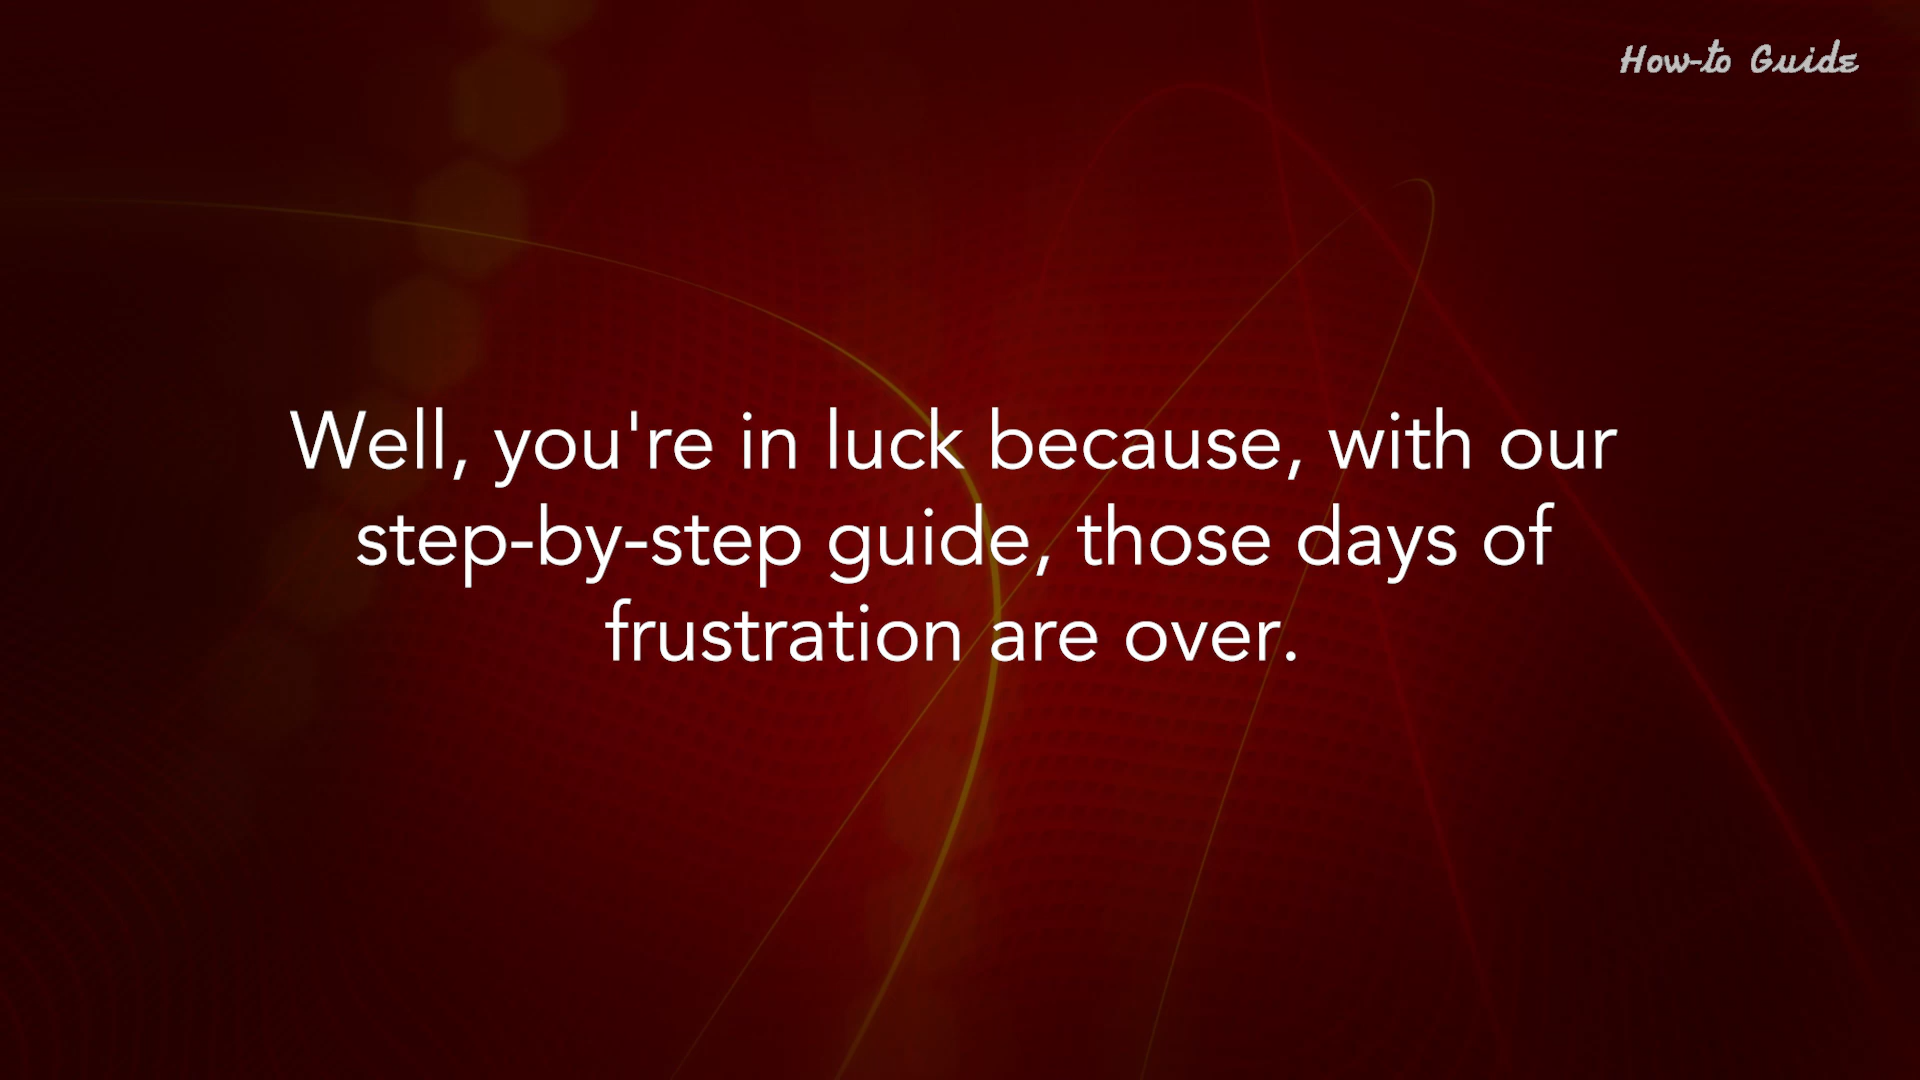 How-to Guide
Well, you're in luck because, with our
step-by-step guide, those days of
frustration are over.